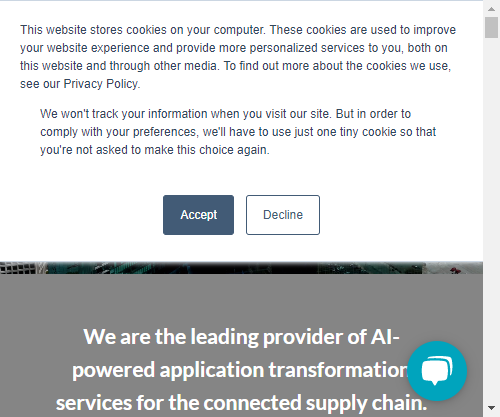 This website stores cookies on your computer. These cookies are used to improve
your website experience and provide more personalized services to you, both on
this website and through other media. To find out more about the cookies we use,
see our Privacy Policy.
We won't track your information when you visit our site. But in order to
comply with your preferences, we'll have to use just one tiny cookie so that
you're not asked to make this choice again.
Accept
Decline
We are the leading provider of AI-
powered application transformation
services for the connected supply chain.